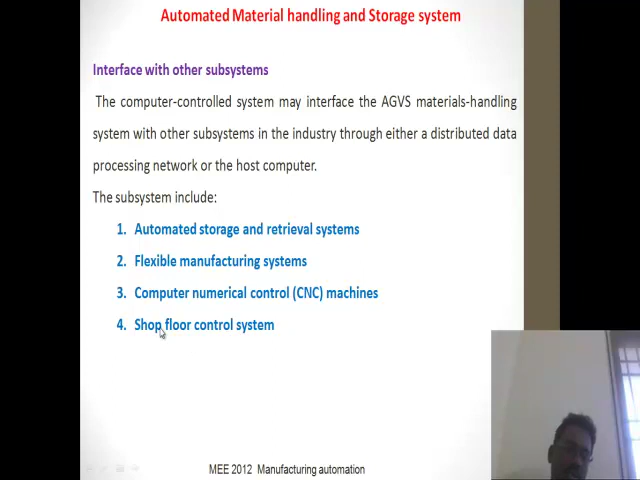 Automated Material handling and Storage system
Interface with other subsystems
The computer-controlled system may interface the AGVS materials-handling
system with other subsystems in the industry through either a distributed data
processing network or the host computer.
The subsystem include:
1. Automated storage and retrieval systems
2. Flexible manufacturing systems
3. Computer numerical control (CNC) machines
4. Shop floor control system
MEE 2012 Manufacturing automation